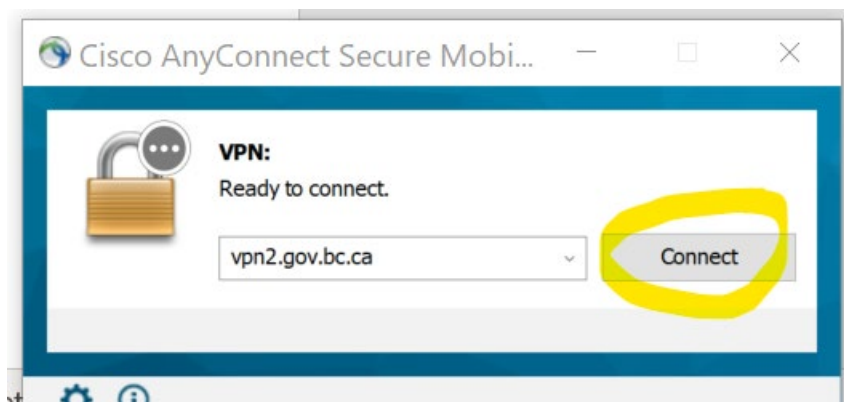 Cisco AnyConnect Secure Mobi...
VPN:
Ready to connect.
vpn2.gov.bc.ca Connect